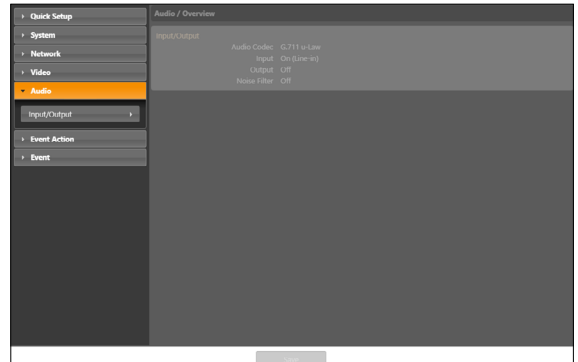 Quick Setup
System
Network
Video
Audio
Input/Output
Event Action
Event
Audio / Overview
Input/Output
Audio Codec : G.711 u-Law
Input : On (Line-in)
Output : Off
Noise Filter : Off
Save